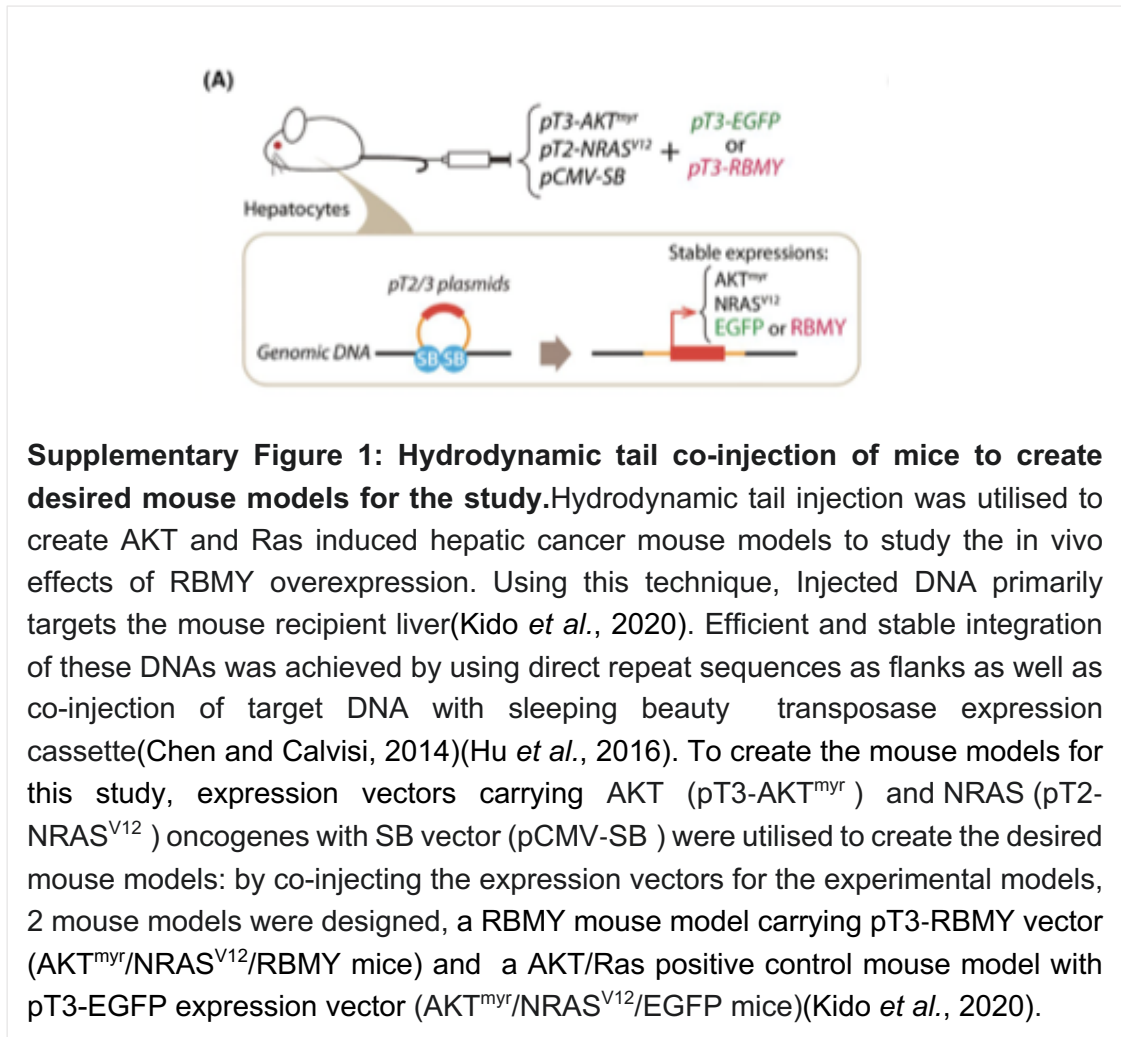 (A)
pT3-AKTmyr
pT2-NRASV12
pCMV-SB
+
pT3-EGFP
or
pT3-RBMY
Hepatocytes
pT2/3 plasmids
Genomic DNA
SB SB
Stable expressions:
AKTmyr
NRASV12
EGFP or RBMY
Supplementary Figure 1: Hydrodynamic tail co-injection of mice to create
desired mouse models for the study.Hydrodynamic tail injection was utilised to
create AKT and Ras induced hepatic cancer mouse models to study the in vivo
effects of RBMY overexpression. Using this technique, Injected DNA primarily
targets the mouse recipient liver(Kido et al., 2020). Efficient and stable integration
of these DNAs was achieved by using direct repeat sequences as flanks as well as
co-injection of target DNA with sleeping beauty transposase expression
cassette(Chen and Calvisi, 2014)(Hu et al., 2016). To create the mouse models for
this study, expression vectors carrying AKT (pT3-AKTmyr ) and NRAS (pT2-
NRASV12 ) oncogenes with SB vector (pCMV-SB ) were utilised to create the desired
mouse models: by co-injecting the expression vectors for the experimental models,
2 mouse models were designed, a RBMY mouse model carrying pT3-RBMY vector
(AKTmyr/NRASV12/RBMY mice) and a AKT/Ras positive control mouse model with
pT3-EGFP expression vector (AKTmyr/NRASV12/EGFP mice)(Kido et al., 2020).